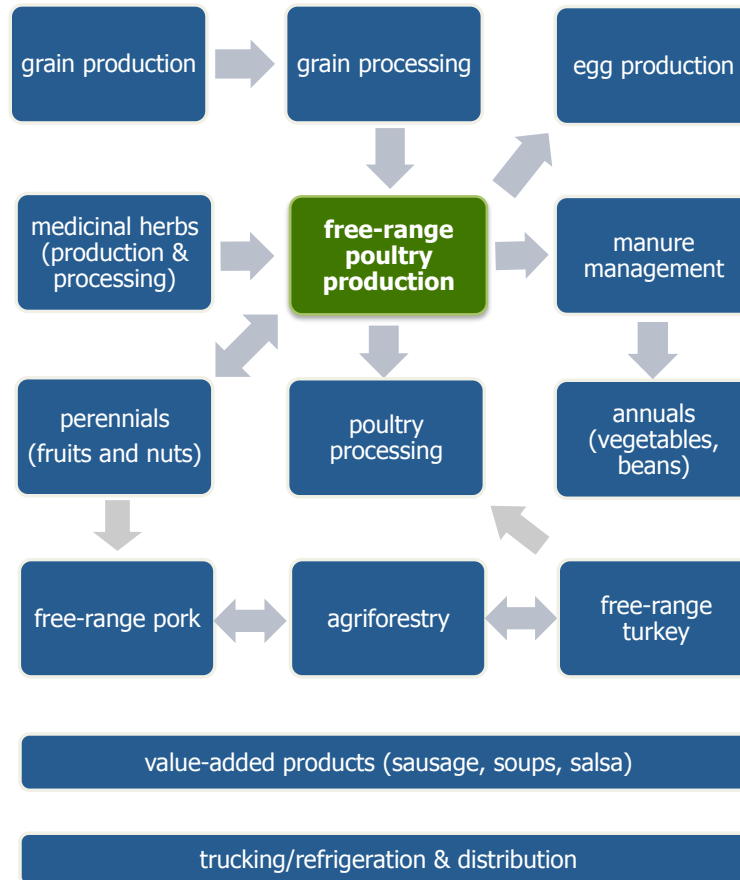 grain production
grain processing
egg production
medicinal herbs
(production &
processing)
free-range
poultry
production
manure
management
perennials
(fruits and nuts)
poultry
processing
annuals
(vegetables,
beans)
free-range pork
agriforestry
free-range
turkey
value-added products (sausage, soups, salsa)
trucking/refrigeration & distribution